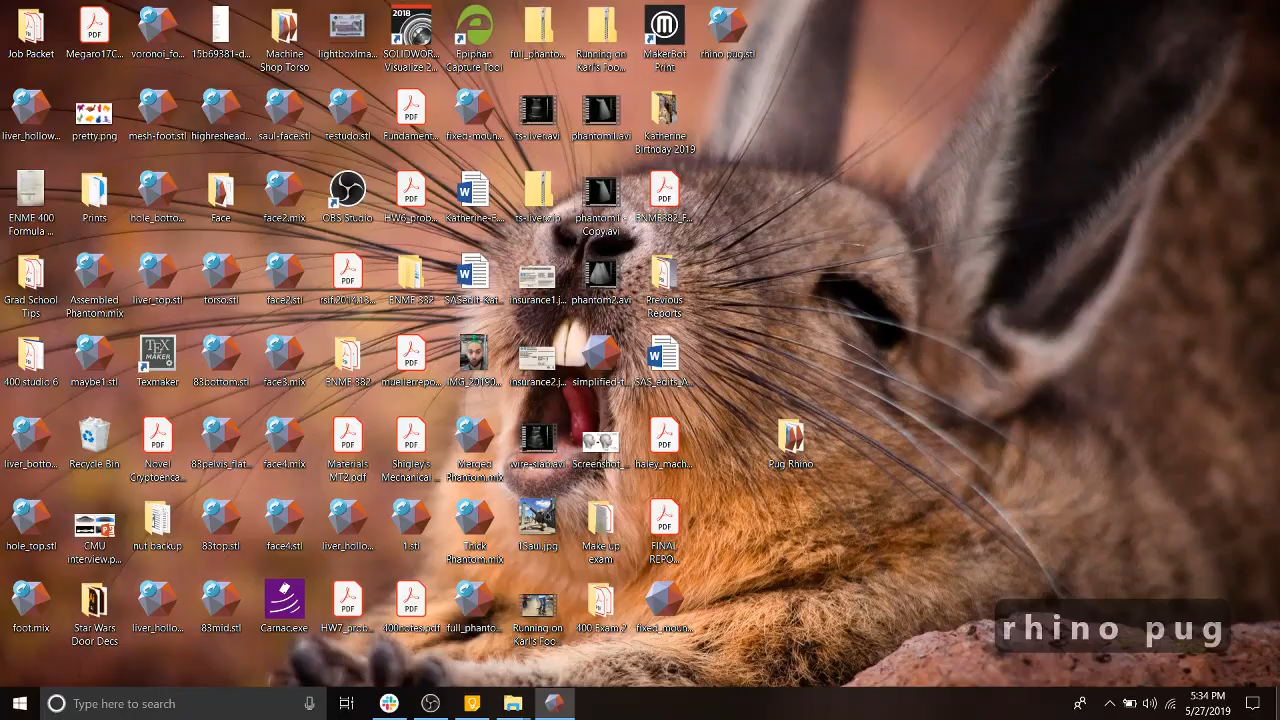 Job Packet
Megaro17C...
voronoi_fo...
15b69381-d...
Machine
Shop Torso
lightboxIma...
2018
SOLIDWOR...
Visualize 2...
Epiphan
Capture Tool
full_phanto...
Running on
Karl's Foo...
MakerBot
Print
rhino pug.stl
liver_hollow...
pretty.png
mesh-foot.stl
highreshead...
saul-face.stl
testudo.stl
Fundament...
fixed-moun...
ts-liver.avi
phantom1.avi
Katherine
Birthday 2019
ENME 400
Formula ...
Prints
hole_botto...
Face
face2.mix
OBS Studio
HW6_prob...
Katherine-E...
ts-liver.zip
phantom1 -
Copy.avi
ENME382_F...
Grad School
Tips
Assembled_
Phantom.mix
liver_top.stl
torso.stl
face2.stl
rsif.2014.13...
ENME 332
SASedit-Kat...
insurance1.j...
phantom2.avi
Previous
Reports
400 studio 6
maybe1.stl
TEX
MAKER
Texmaker
83bottom.stl
face3.mix
ENME 382
muellerrepo...
IMG_20190...
insurance2.j...
simplified-t...
SAS_edits_A...
liver_botto...
Recycle Bin
Novel
Cryptoenca...
83pelvis_flat...
face4.mix
Materials
MT2.pdf
Shigley's
Mechanical ...
Merged
Phantom.mix
wire-slab.avi
Screenshot_...
haley_mach...
Pug Rhino
hole_top.stl
CMU
interview.p...
nut backup
83top.stl
face4.stl
liver_hollo...
1.stl
Thick
Phantom.mix
1Saul.jpg
Make up
exam
FINAL
REPO...
foot.mix
Star Wars
Door Decs
liver_hollo...
83mid.stl
Carnac.exe
HW7_prob...
400notes.pdf
full_phanto...
Running on
Karl's Foo...
400 Exam 2
fixed_moun...
rhino pug
Type here to search
5:34 PM
5/27/2019